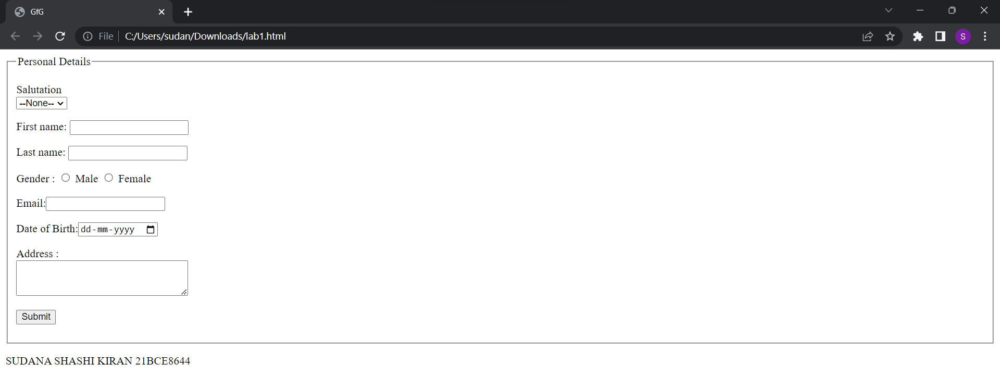 GfG
File C:/Users/sudan/Downloads/lab1.html
S
Personal Details
Salutation
--None--
First name:
Last name:
Gender : Male Female
Email:
Date of Birth: dd-mm-yyyy
Address :
Submit
SUDANA SHASHI KIRAN 21BCE8644